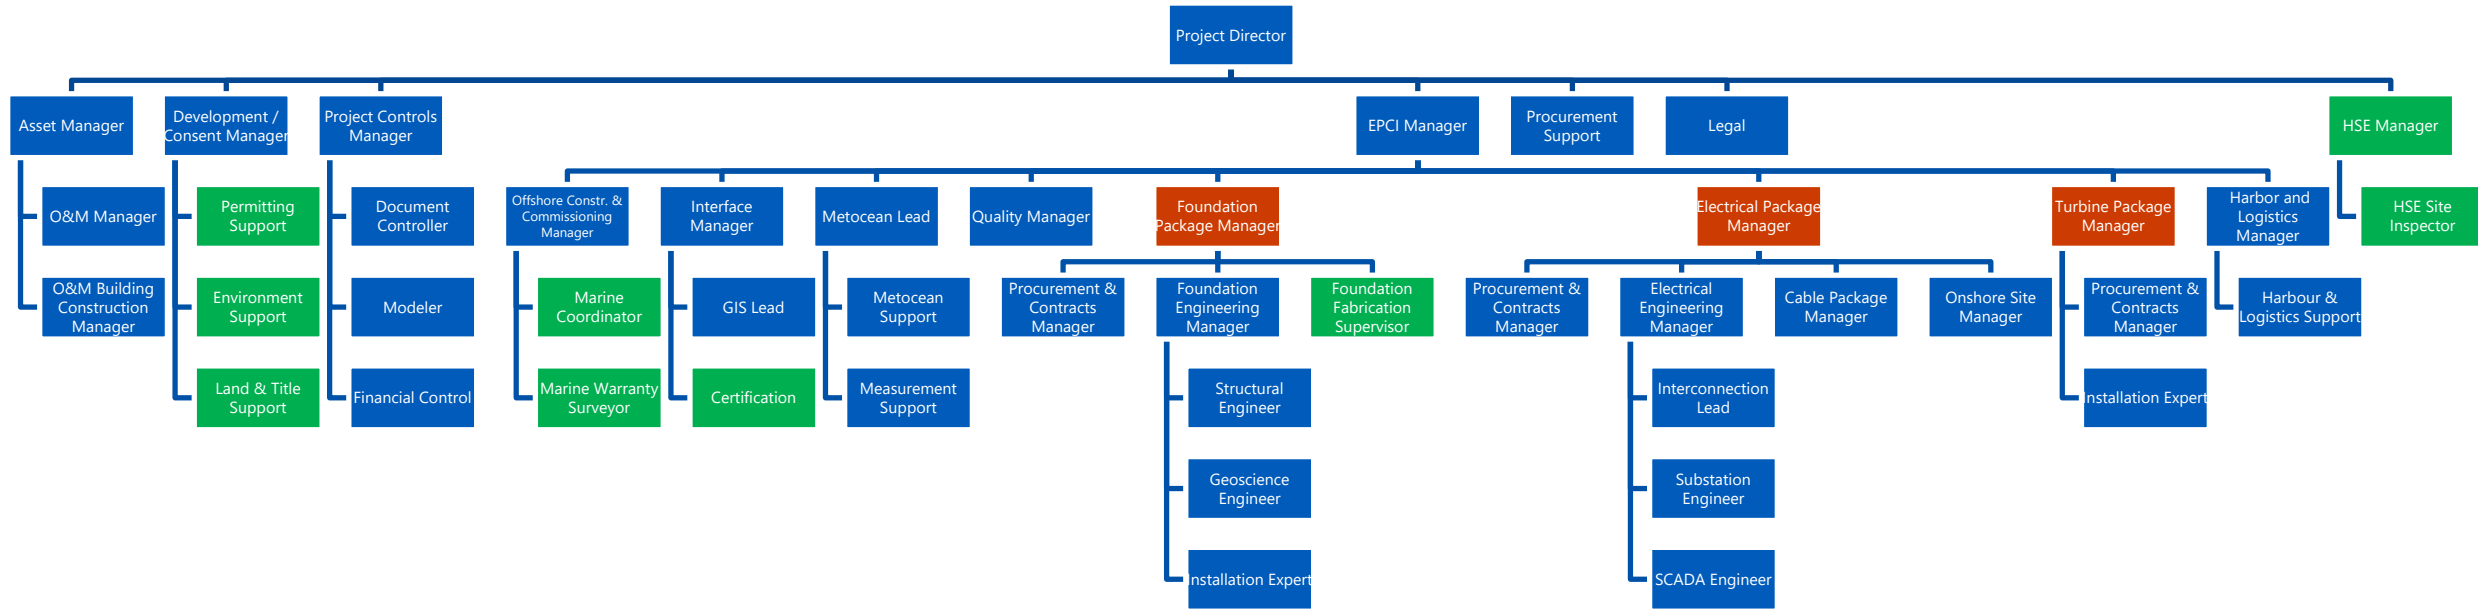 Project Director
Asset Manager
Development /
Consent Manager
Project Controls
Manager
EPCI Manager
Procurement
Support
Legal
HSE Manager
O&M Manager
Permitting
Support
Document
Controller
Offshore Constr. &
Commissioning
Manager
Interface
Manager
Metocean Lead
Quality Manager
Foundation
Package Manager
Electrical Package
Manager
Turbine Package
Manager
Harbor and
Logistics
Manager
HSE Site
Inspector
O&M Building
Construction
Manager
Environment
Support
Modeler
Marine
Coordinator
GIS Lead
Metocean
Support
Procurement &
Contracts
Manager
Foundation
Engineering
Manager
Foundation
Fabrication
Supervisor
Procurement &
Contracts
Manager
Electrical
Engineering
Manager
Cable Package
Manager
Onshore Site
Manager
Procurement &
Contracts
Manager
Harbour &
Logistics Support
Land & Title
Support
Financial Control
Marine Warranty
Surveyor
Certification
Measurement
Support
Structural
Engineer
Interconnection
Lead
Installation Expert
Geoscience
Engineer
Substation
Engineer
Installation Expert
SCADA Engineer